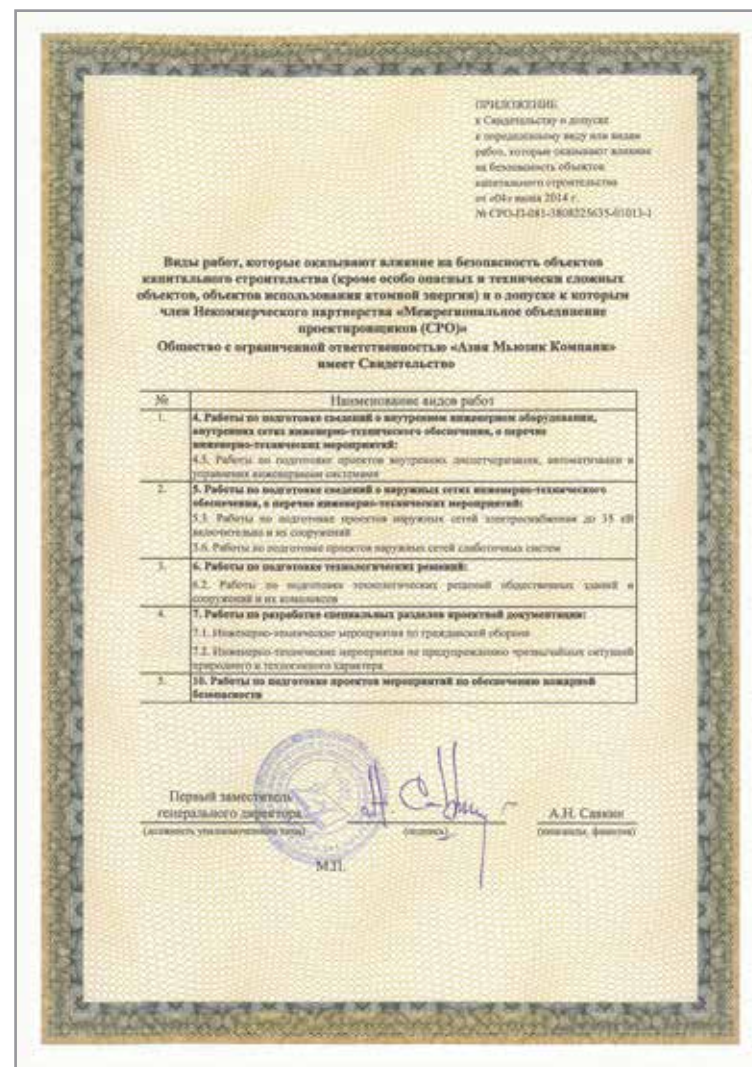 ПРИЛОЖЕНИЕ
к Свидетельству о допуске
к определенному виду или видам
работ, которые оказывают влияние
на безопасность объектов
капитального строительства
от «04» июня 2014 г.
№ СРО-П-081-3808225635-01013-1
Виды работ, которые оказывают влияние на безопасность объектов
капитального строительства (кроме особо опасных и технически сложных
объектов, объектов использования атомной энергии) и о допуске к которым
член Некоммерческого партнерства «Межрегиональное объединение
проектировщиков (СРО)»
Общество с ограниченной ответственностью «Азия Мьюзик Компани»
имеет Свидетельство
№ Наименование видов работ
1. 4. Работы по подготовке сведений о внутреннем инженерном оборудовании,
внутренних сетях инженерно-технического обеспечения, о перечне
инженерно-технических мероприятий:
4.5. Работы по подготовке проектов внутренних диспетчеризации, автоматизации и
управления инженерными системами
2. 5. Работы по подготовке сведений о наружных сетях инженерно-технического
обеспечения, о перечне инженерно-технических мероприятий:
5.3. Работы по подготовке проектов наружных сетей электроснабжения до 35 кВ
включительно и их сооружений
5.6. Работы по подготовке проектов наружных сетей слаботочных систем
3. 6. Работы по подготовке технологических решений:
6.2. Работы по подготовке технологических решений общественных зданий и
сооружений и их комплексов
4. 7. Работы по разработке специальных разделов проектной документации:
7.1. Инженерно-технические мероприятия по гражданской обороне
7.2. Инженерно-технические мероприятия по предупреждению чрезвычайных ситуаций
природного и техногенного характера
5. 10. Работы по подготовке проектов мероприятий по обеспечению пожарной
безопасности
Первый заместитель
генерального директора
А.Н. Савкин
(должность уполномоченного лица) (подпись) (инициалы, фамилия)
М.П.